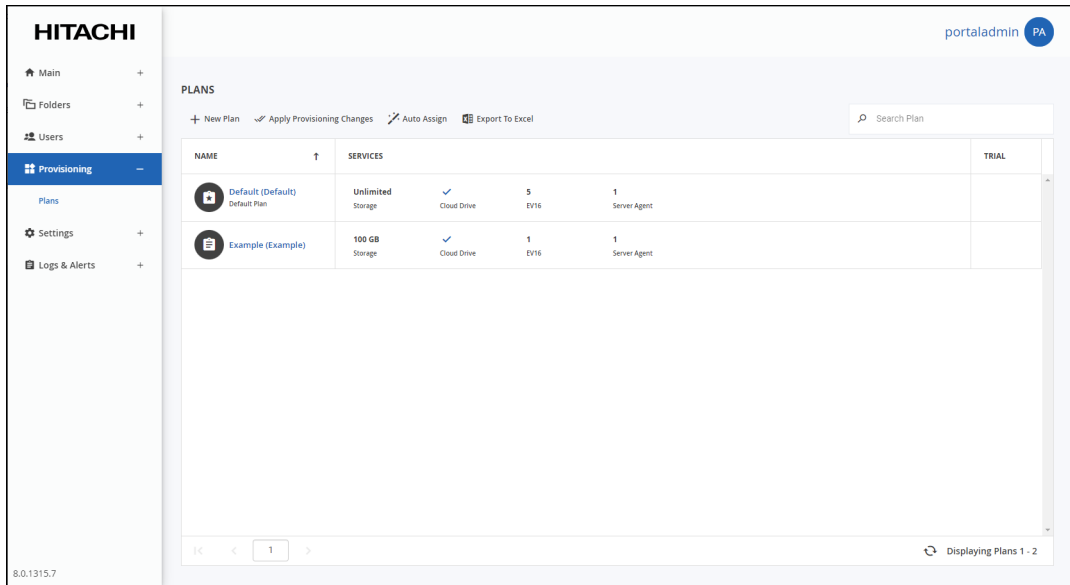 HITACHI
portaladmin PA
Main
Folders
Users
Provisioning
Plans
Settings
Logs & Alerts
8.0.1315.7
PLANS
New Plan Apply Provisioning Changes Auto Assign Export To Excel Search Plan
NAME SERVICES TRIAL
Default (Default) Unlimited 5 1
Default Plan Storage Cloud Drive EV16 Server Agent
Example (Example) 100 GB 1 1
Storage Cloud Drive EV16 Server Agent
1 Displaying Plans 1 - 2